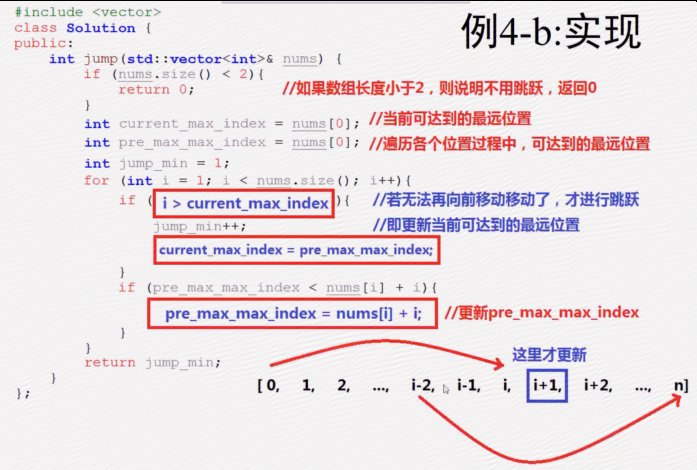 #include <vector>
例4-b:实现
class Solution {
public:
int jump(std::vector<int>& nums) {
if (nums.size() < 2){
return 0; //如果数组长度小于2，则说明不用跳跃，返回0
}
int current_max_index = nums[0]; //当前可达到的最远位置
int pre_max_max_index = nums[0]; //遍历各个位置过程中，可达到的最远位置
int jump_min = 1;
for (int i = 1; i < nums.size(); i++){
if ( i > current_max_index ){ //若无法再向前移动移动了，才进行跳跃
jump_min++; //即更新当前可达到的最远位置
current_max_index = pre_max_max_index;
}
if (pre_max_max_index < nums[i] + i){
pre_max_max_index = nums[i] + i; //更新pre_max_max_index
}
}
return jump_min;
}
};
这里才更新
[ 0, 1, 2, ..., i-2, i-1, i, i+1, i+2, ..., n]